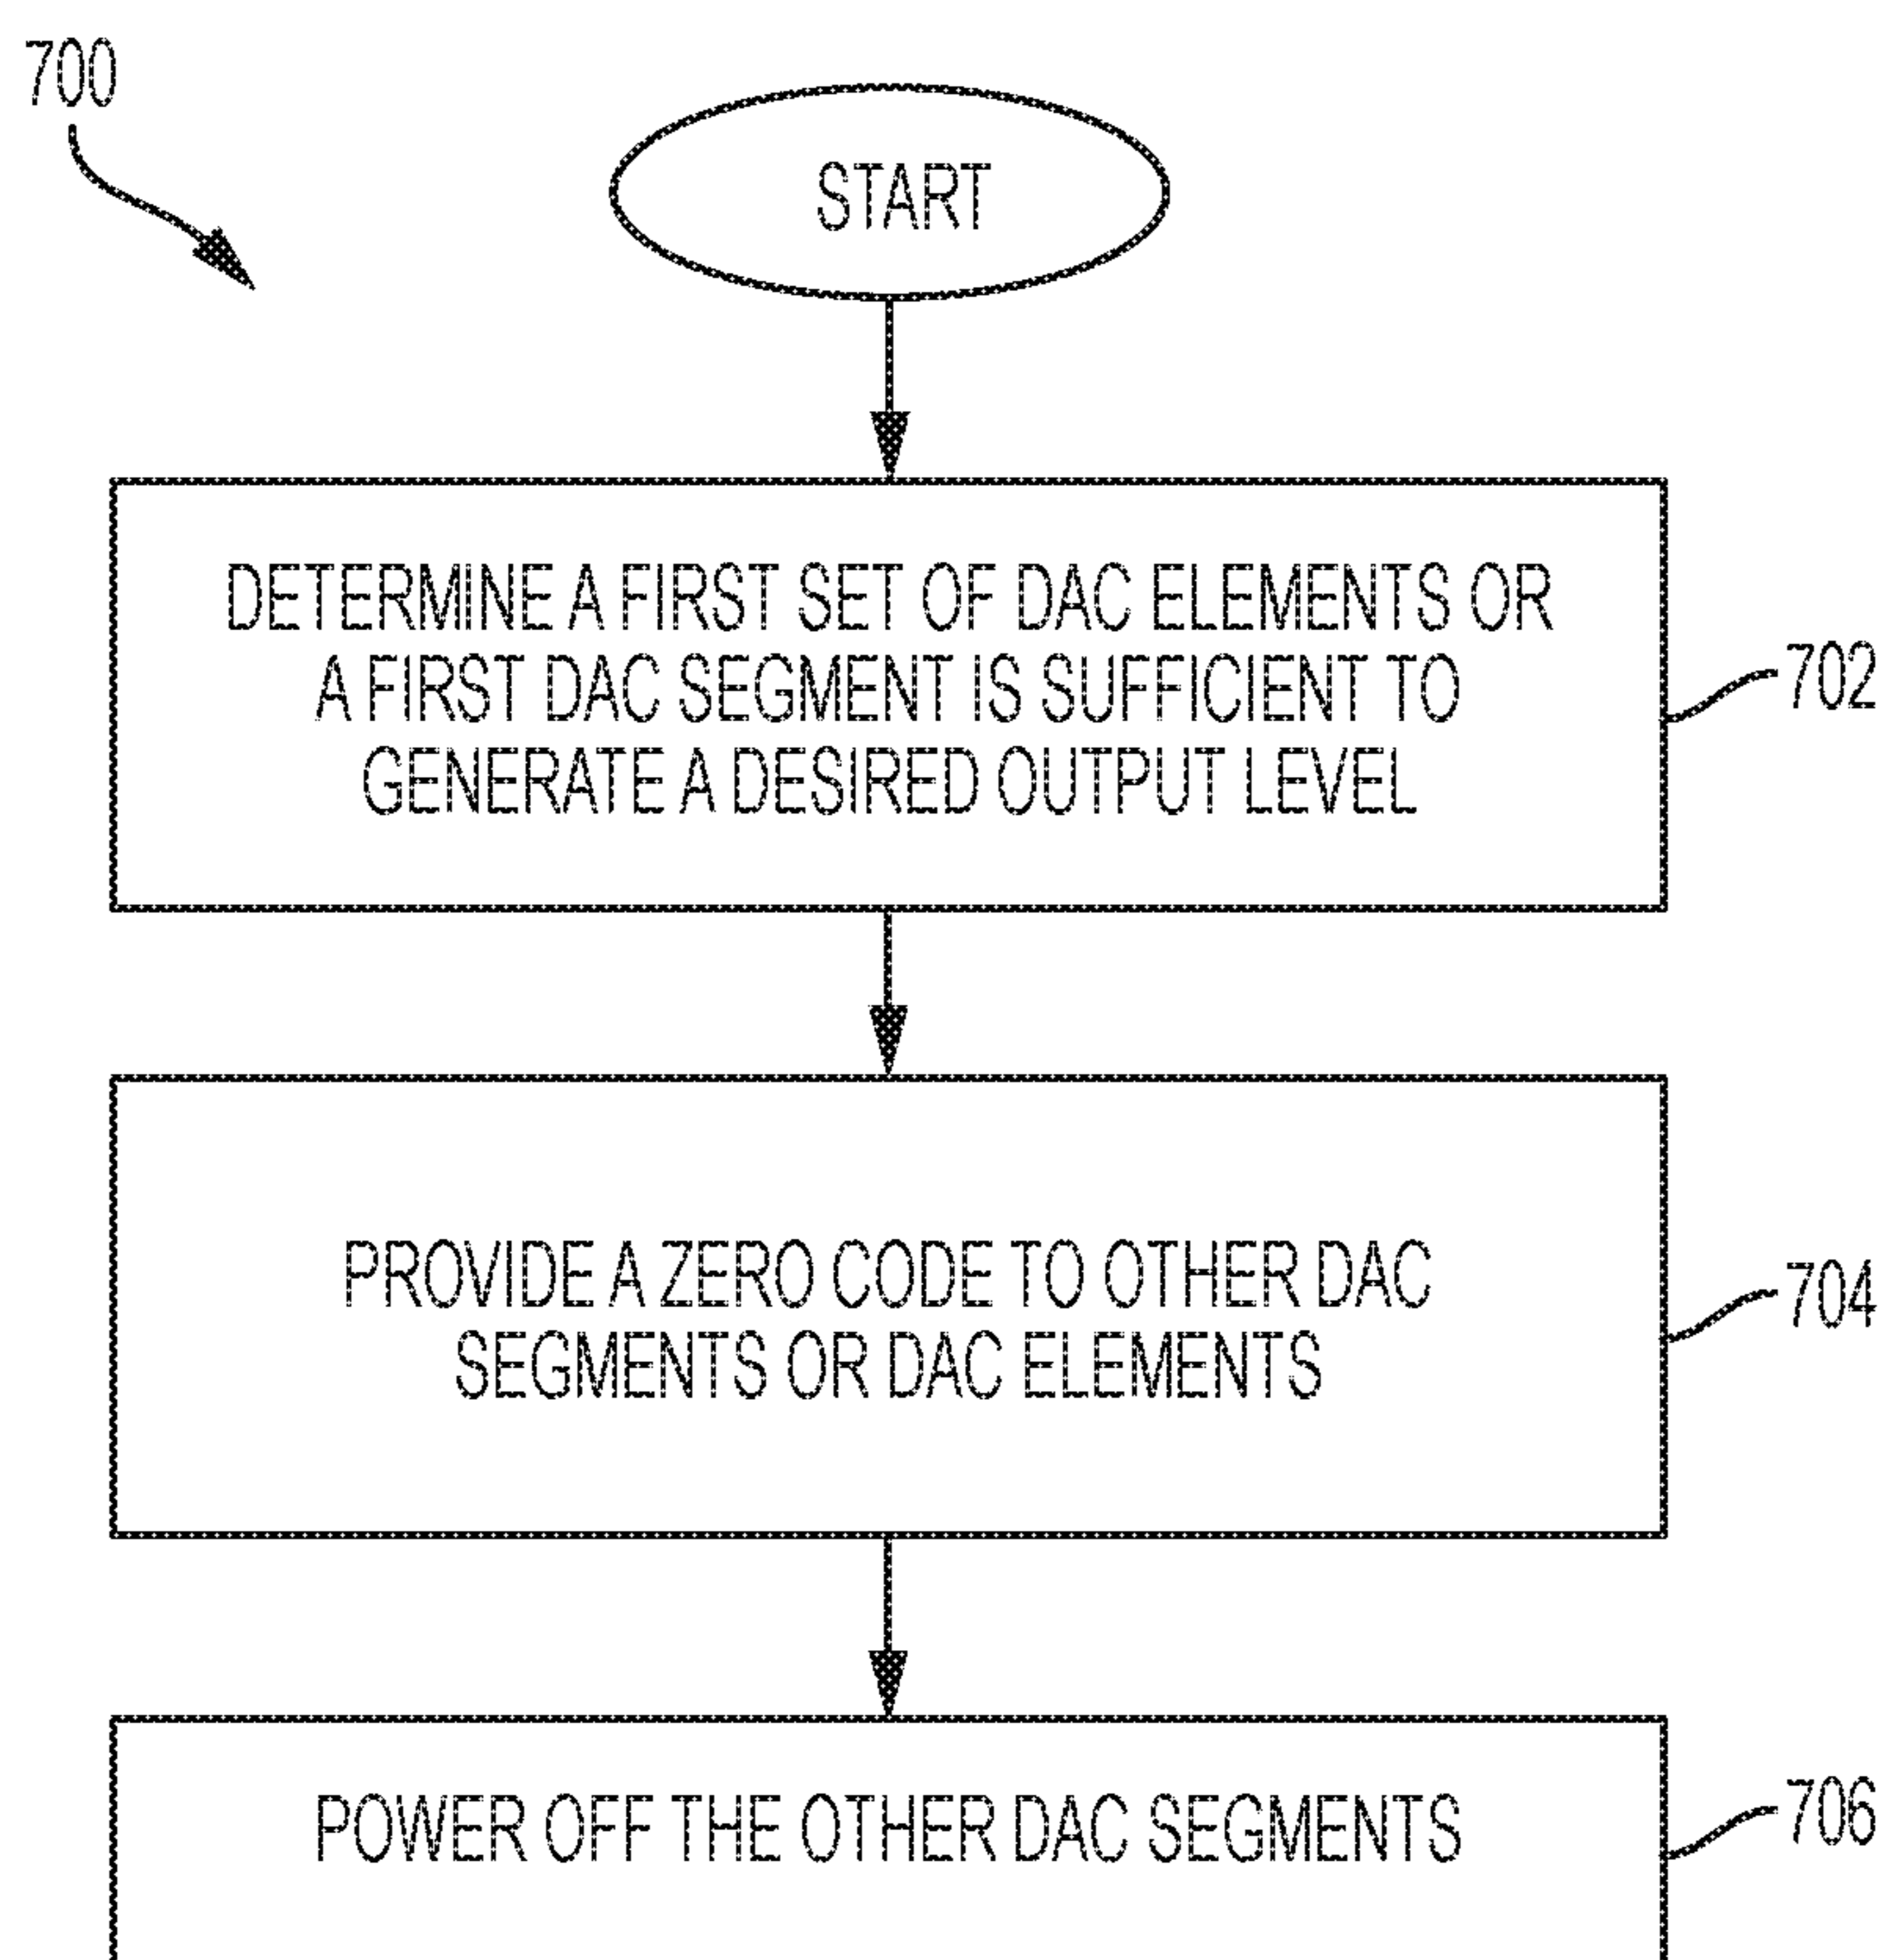 700
START
DETERMINE A FIRST SET OF DAC ELEMENTS OR
A FIRST DAC SEGMENT IS SUFFICIENT TO
GENERATE A DESIRED OUTPUT LEVEL
702
PROVIDE A ZERO CODE TO OTHER DAC
SEGMENTS OR DAC ELEMENTS
704
POWER OFF THE OTHER DAC SEGMENTS
706